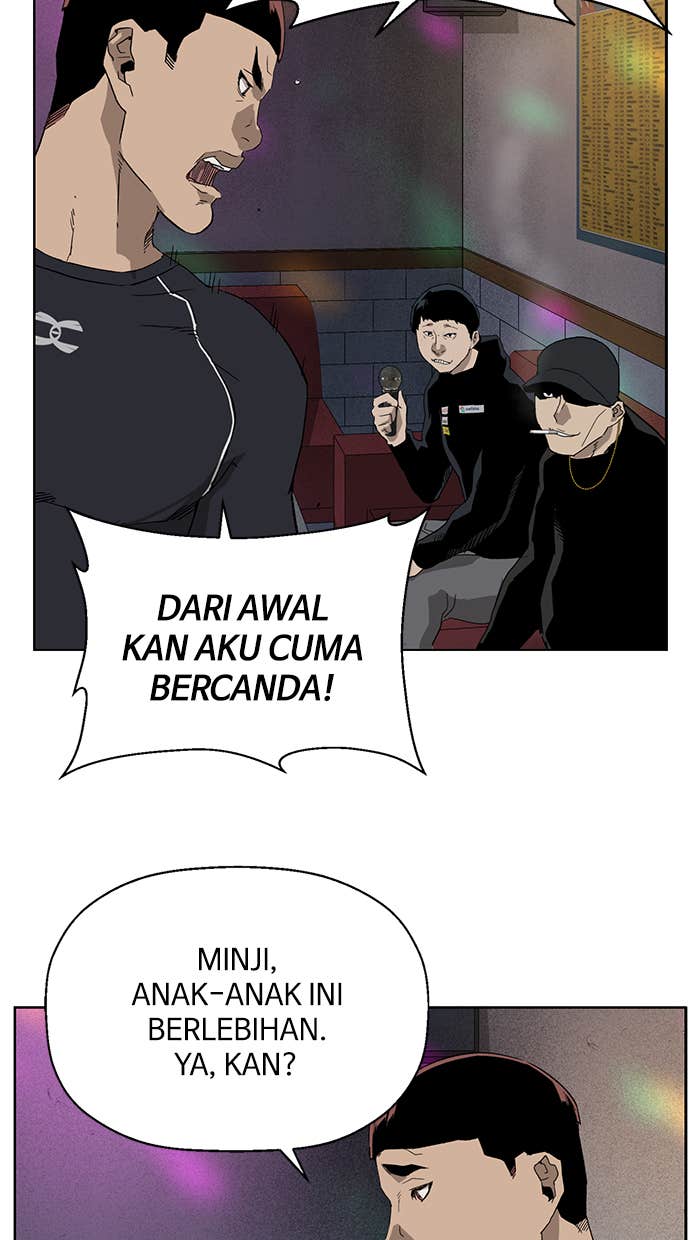 DARI AWAL
KAN AKU CUMA
BERCANDA!
MINJI,
ANAK-ANAK INI
BERLEBIHAN.
YA, KAN?